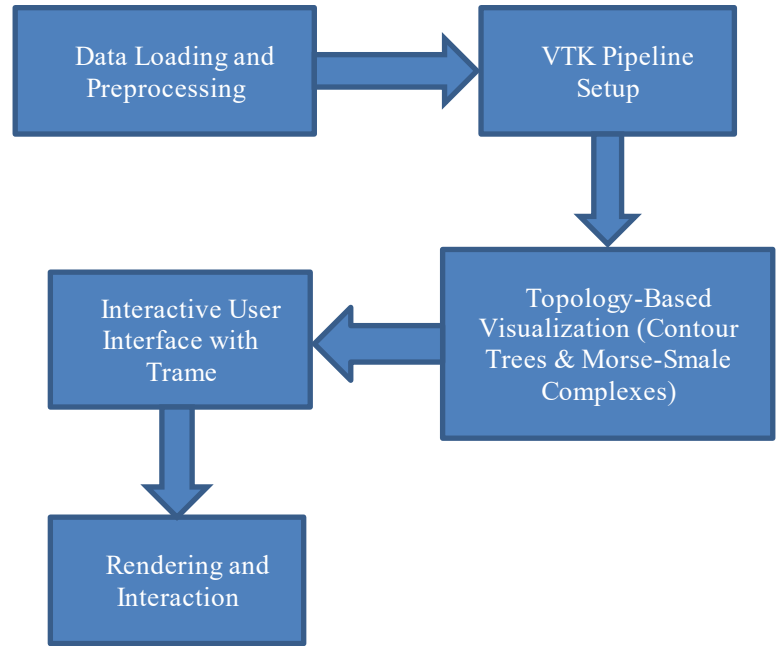 Data Loading and
Preprocessing
VTK Pipeline
Setup
Topology-Based
Visualization (Contour
Trees & Morse-Smale
Complexes)
Interactive User
Interface with
Trame
Rendering and
Interaction